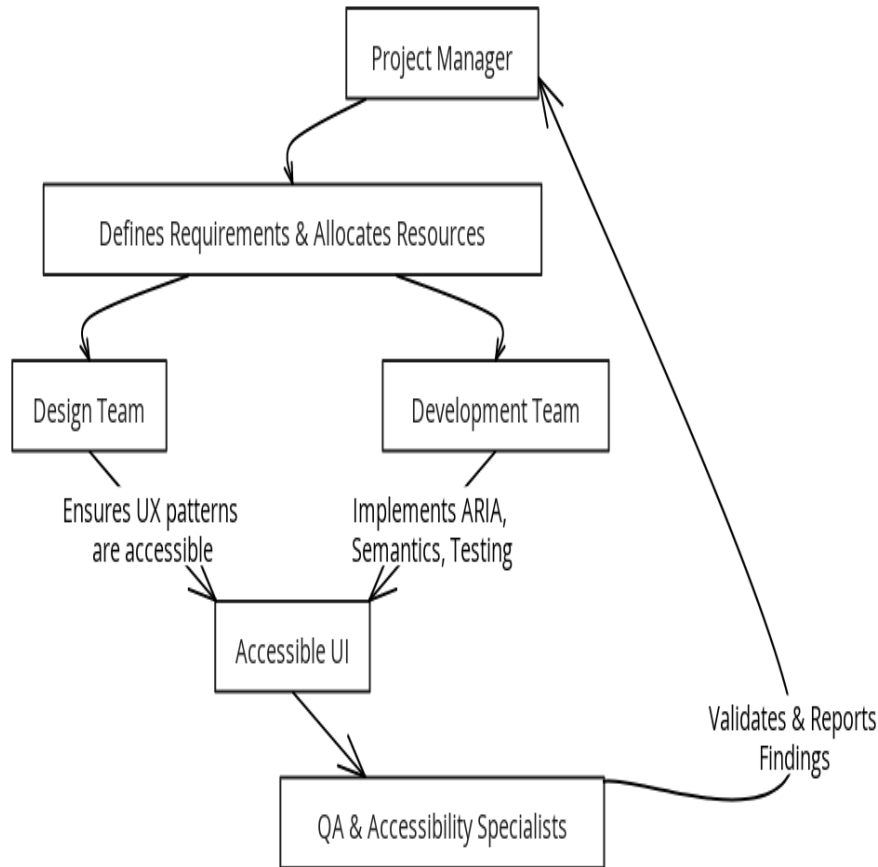 Project Manager
Defines Requirements & Allocates Resources
Design Team
Development Team
Ensures UX patterns
are accessible
Implements ARIA,
Semantics, Testing
Accessible UI
Validates & Reports
Findings
QA & Accessibility Specialists